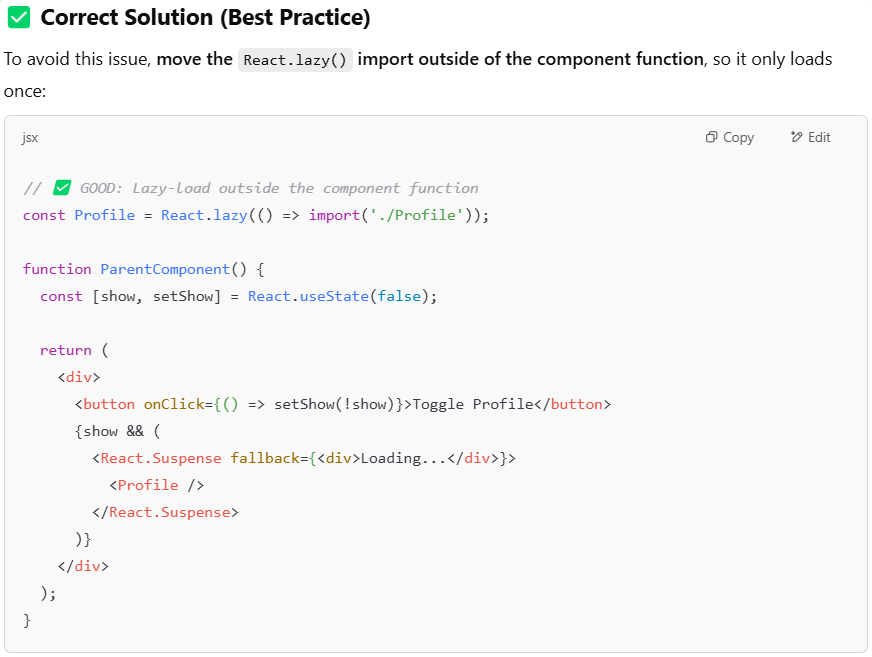 ✅ Correct Solution (Best Practice)
To avoid this issue, move the React.lazy() import outside of the component function, so it only loads
once:
jsx Copy Edit
// ✅ GOOD: Lazy-load outside the component function
const Profile = React.lazy(() => import('./Profile'));

function ParentComponent() {
  const [show, setShow] = React.useState(false);

  return (
    <div>
      <button onClick={() => setShow(!show)}>Toggle Profile</button>
      {show && (
        <React.Suspense fallback={<div>Loading...</div>}>
          <Profile />
        </React.Suspense>
      )}
    </div>
  );
}